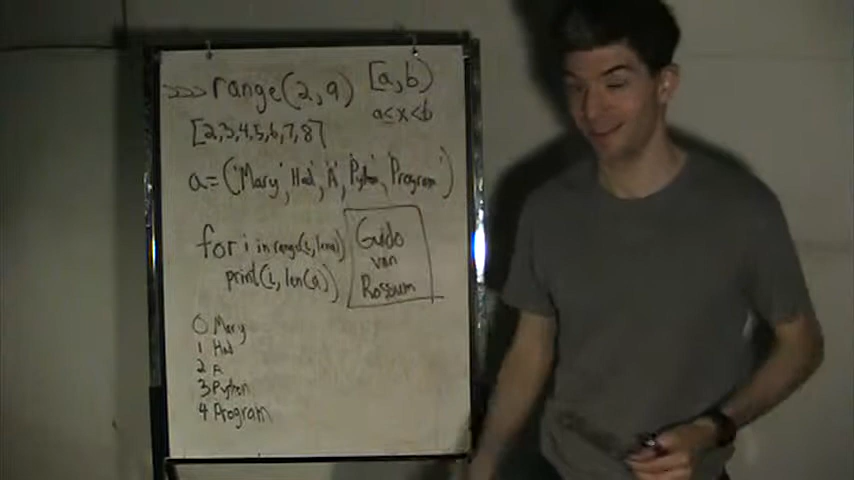 >>> range(2,9) [a,b)
a≤x<b
[2,3,4,5,6,7,8]
a=('Mary','Had','A','Python','Program')
for i in range(i,len(a))
print(i, len(a))
Guido
van
Rossum
0 Mary
1 Had
2 A
3 Python
4 Program